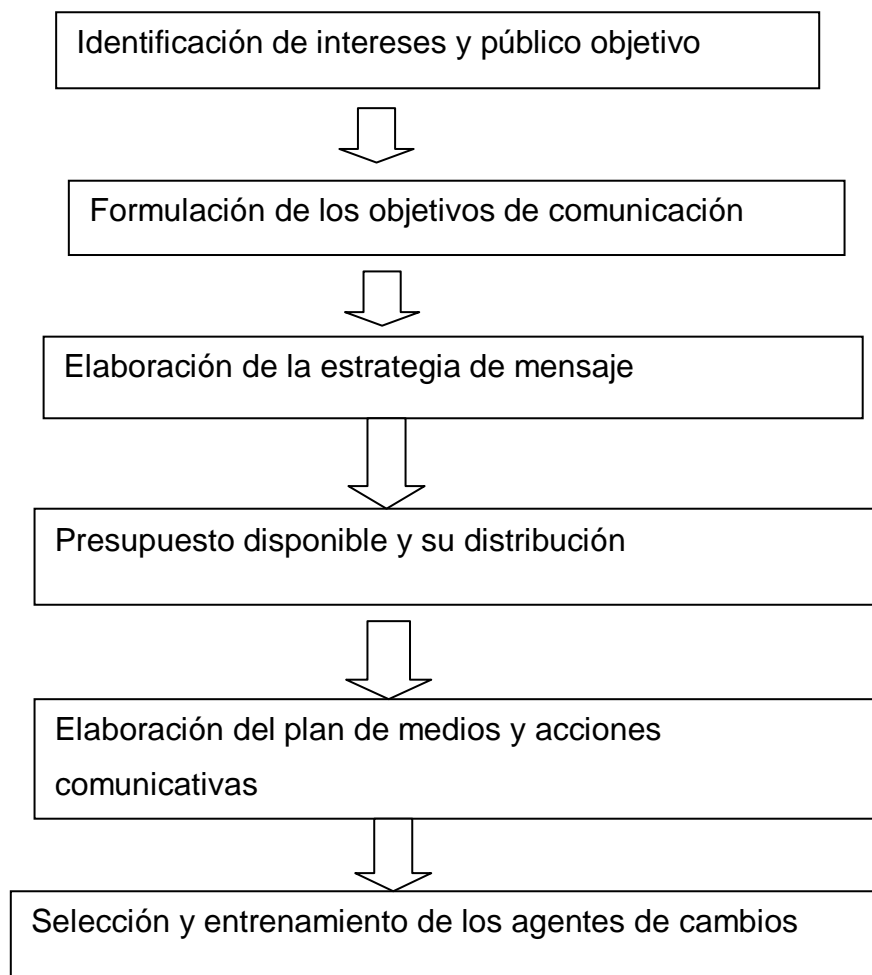 Identificación de intereses y público objetivo
Formulación de los objetivos de comunicación
Elaboración de la estrategia de mensaje
Presupuesto disponible y su distribución
Elaboración del plan de medios y acciones
comunicativas
Selección y entrenamiento de los agentes de cambios